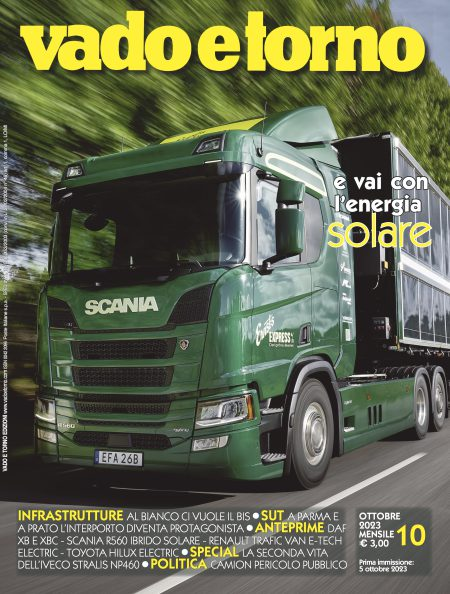 vado e torno
e vai con
l'energia
solare
SCANIA
EXPRESS
R560
EFA 26B
VADO E TORNO EDIZIONI www.vadoetorno.com
INFRASTRUTTURE AL BIANCO CI VUOLE IL BIS • SUT A PARMA E
A PRATO L'INTERPORTO DIVENTA PROTAGONISTA • ANTEPRIME DAF
XB E XBC - SCANIA R560 IBRIDO SOLARE - RENAULT TRAFIC VAN E-TECH
ELECTRIC - TOYOTA HILUX ELECTRIC • SPECIAL LA SECONDA VITA
DELL'IVECO STRALIS NP460 • POLITICA CAMION PERICOLO PUBBLICO
OTTOBRE
2023
MENSILE 10
€ 3,00
Prima immissione:
5 ottobre 2023